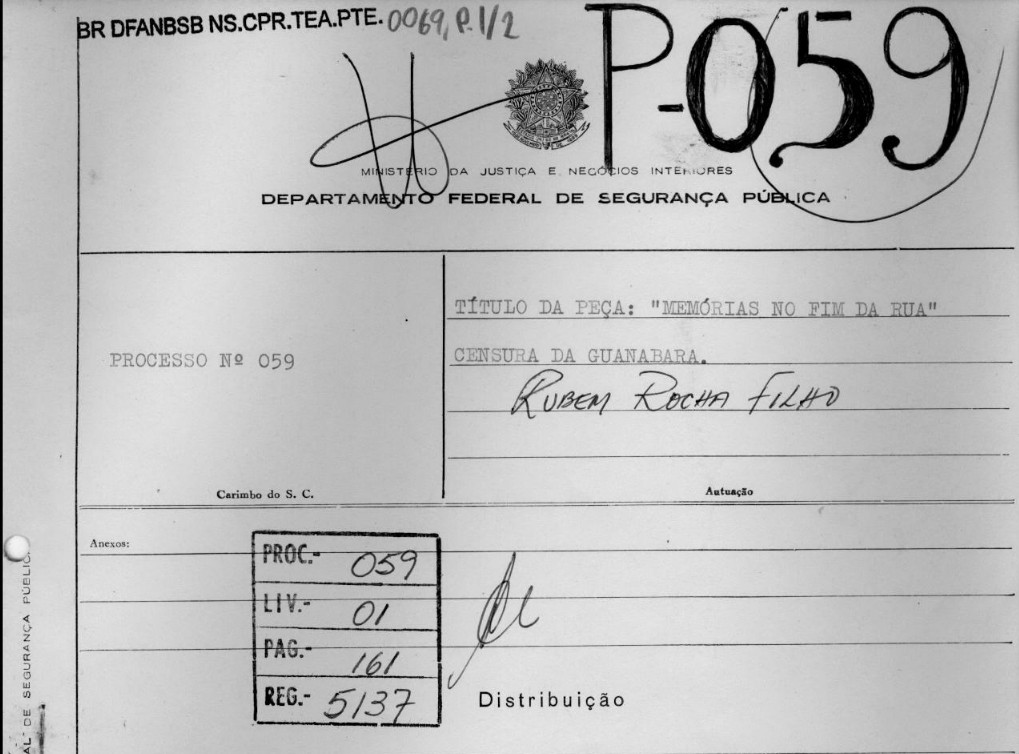 BR DFANBSB NS.CPR.TEA.PTE. 0069, P.1/2
P-059
MINISTÉRIO DA JUSTIÇA E NEGÓCIOS INTERIORES
DEPARTAMENTO FEDERAL DE SEGURANÇA PÚBLICA
PROCESSO Nº 059
Carimbo do S. C.
TÍTULO DA PEÇA: "MEMÓRIAS NO FIM DA RUA"
CENSURA DA GUANABARA.
RUBEM ROCHA FILHO
Autuação
Anexos:
PROC.- 059
LIV.- 01
PAG.- 161
REG.- 5137
Distribuição
AL DE SEGURANÇA PÚBLIC